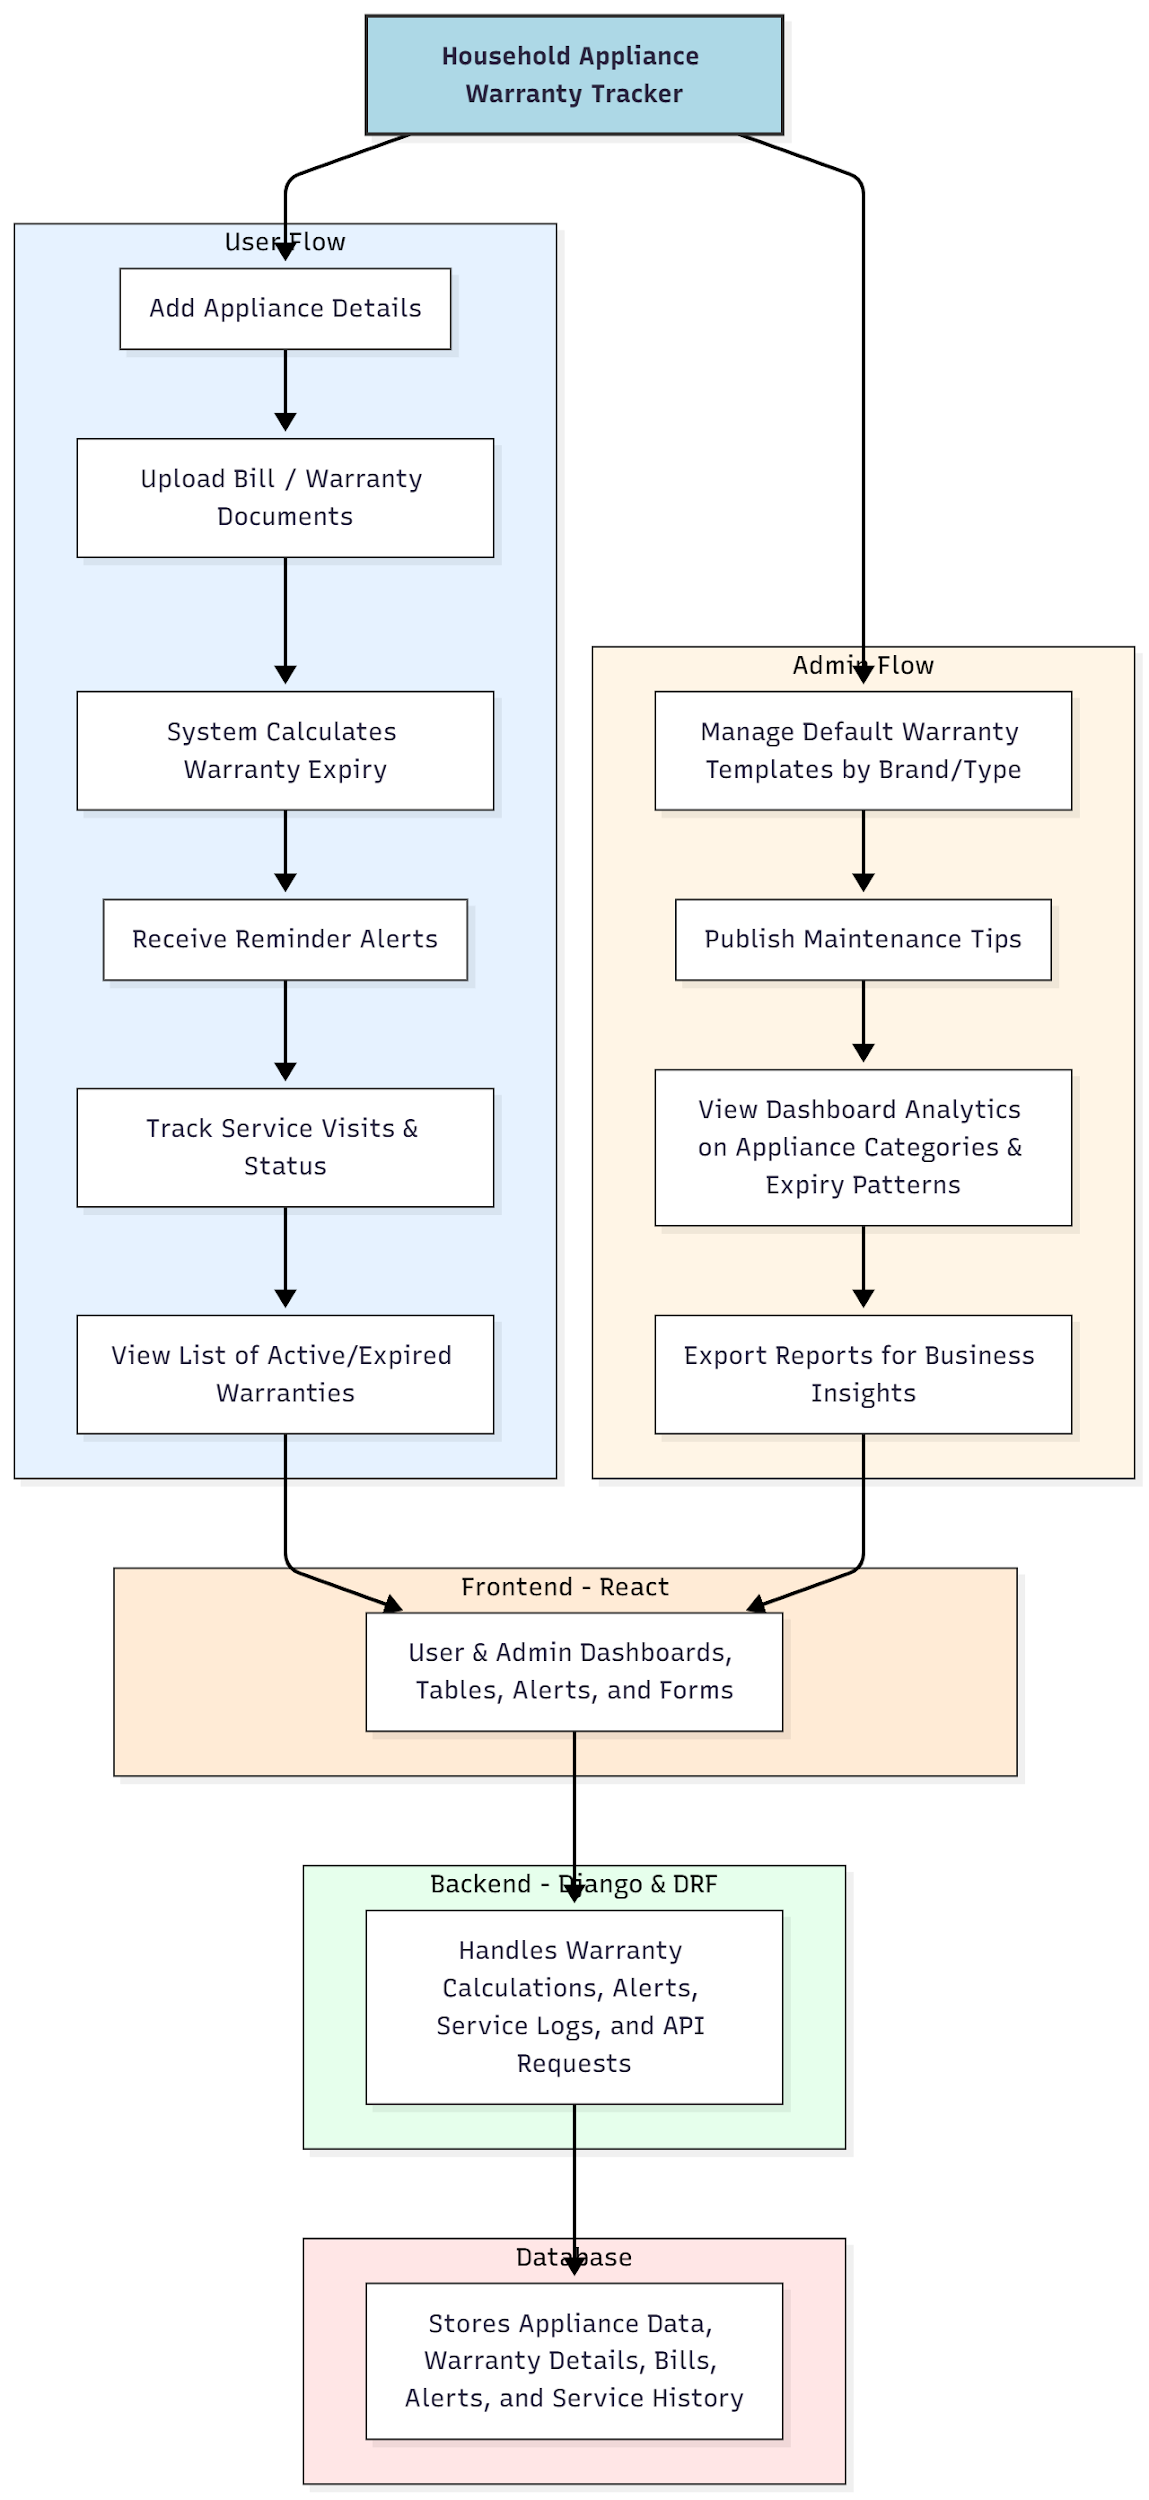 Household Appliance
Warranty Tracker
User Flow
Add Appliance Details
Upload Bill / Warranty
Documents
System Calculates
Warranty Expiry
Receive Reminder Alerts
Track Service Visits &
Status
View List of Active/Expired
Warranties
Admin Flow
Manage Default Warranty
Templates by Brand/Type
Publish Maintenance Tips
View Dashboard Analytics
on Appliance Categories &
Expiry Patterns
Export Reports for Business
Insights
Frontend - React
User & Admin Dashboards,
Tables, Alerts, and Forms
Backend - Django & DRF
Handles Warranty
Calculations, Alerts,
Service Logs, and API
Requests
Database
Stores Appliance Data,
Warranty Details, Bills,
Alerts, and Service History